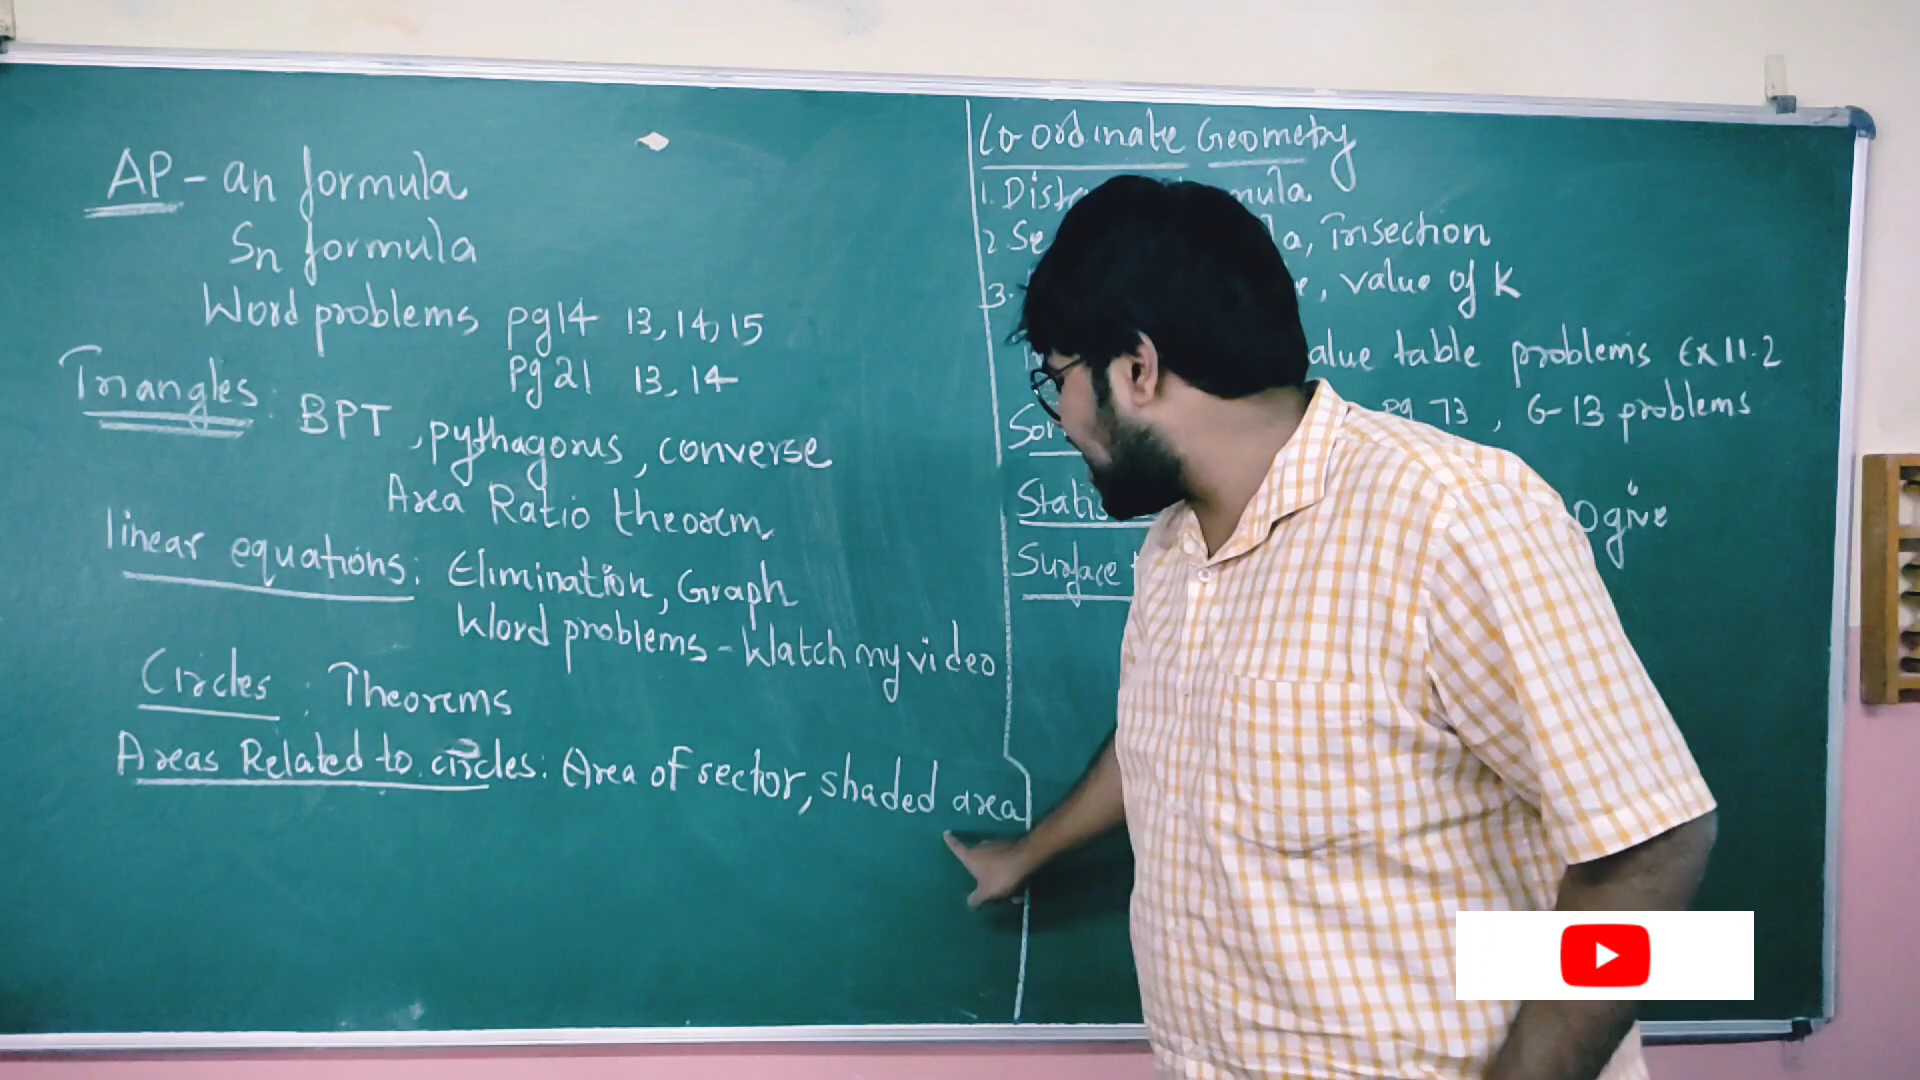 AP - an formula
Sn formula
Word problems pg14 13, 14, 15
Pg 21 13, 14
Triangles: BPT, pythagorus, converse
Area Ratio theorem
linear equations: Elimination, Graph
Word problems - Watch my video
Circles: Theorems
Areas Related to circles: Area of sector, shaded area
Co-ordinate Geometry
1. Dist mula
2. Se la, Trisection
3. , value of K
alue table problems Ex 11.2
pg 73, 6-13 problems
Statis Ogive
Surface